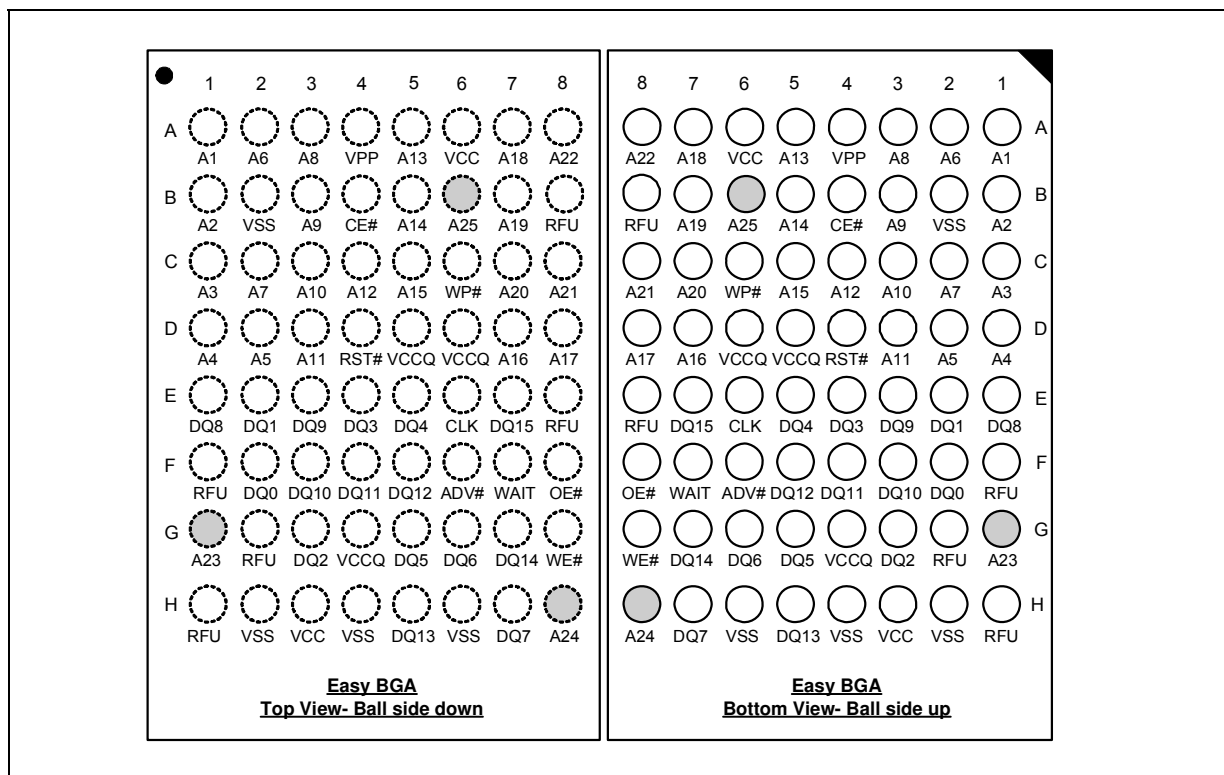 1 2 3 4 5 6 7 8
A
A1 A6 A8 VPP A13 VCC A18 A22
B
A2 VSS A9 CE# A14 A25 A19 RFU
C
A3 A7 A10 A12 A15 WP# A20 A21
D
A4 A5 A11 RST# VCCQ VCCQ A16 A17
E
DQ8 DQ1 DQ9 DQ3 DQ4 CLK DQ15 RFU
F
RFU DQ0 DQ10 DQ11 DQ12 ADV# WAIT OE#
G
A23 RFU DQ2 VCCQ DQ5 DQ6 DQ14 WE#
H
RFU VSS VCC VSS DQ13 VSS DQ7 A24
Easy BGA
Top View- Ball side down
8 7 6 5 4 3 2 1
A
A22 A18 VCC A13 VPP A8 A6 A1
B
RFU A19 A25 A14 CE# A9 VSS A2
C
A21 A20 WP# A15 A12 A10 A7 A3
D
A17 A16 VCCQ VCCQ RST# A11 A5 A4
E
RFU DQ15 CLK DQ4 DQ3 DQ9 DQ1 DQ8
F
OE# WAIT ADV# DQ12 DQ11 DQ10 DQ0 RFU
G
WE# DQ14 DQ6 DQ5 VCCQ DQ2 RFU A23
H
A24 DQ7 VSS DQ13 VSS VCC VSS RFU
Easy BGA
Bottom View- Ball side up